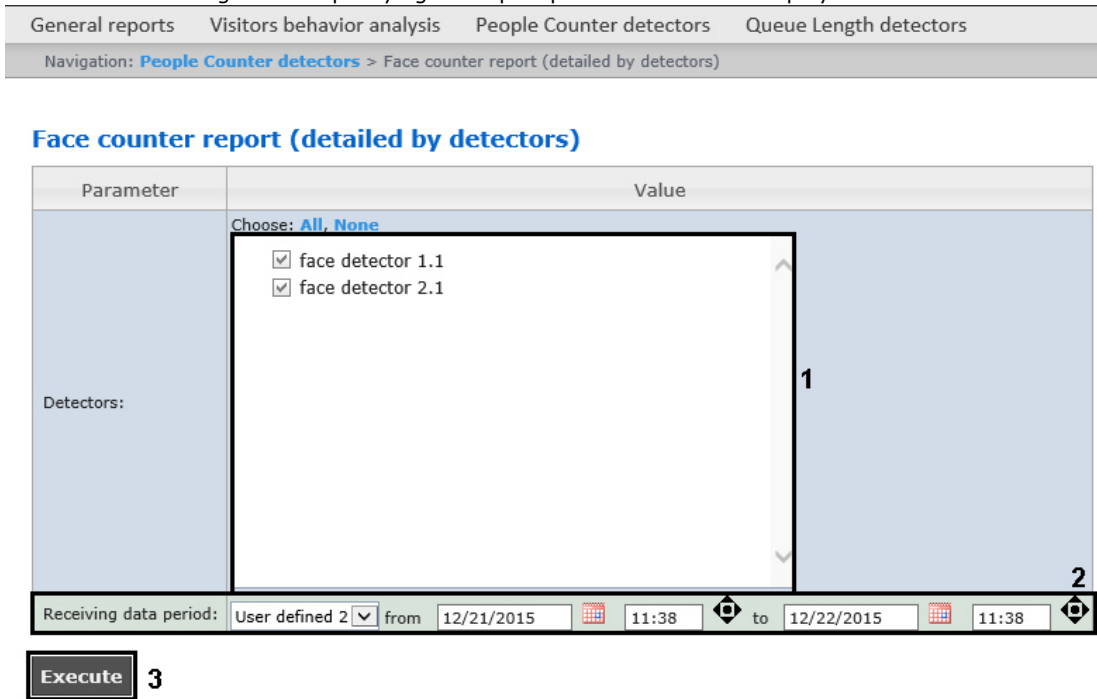 General reports Visitors behavior analysis People Counter detectors Queue Length detectors
Navigation: People Counter detectors > Face counter report (detailed by detectors)
Face counter report (detailed by detectors)
Parameter Value
Choose: All, None
face detector 1.1
face detector 2.1
1
Detectors:
2
Receiving data period: User defined 2 from 12/21/2015 11:38 to 12/22/2015 11:38
Execute 3